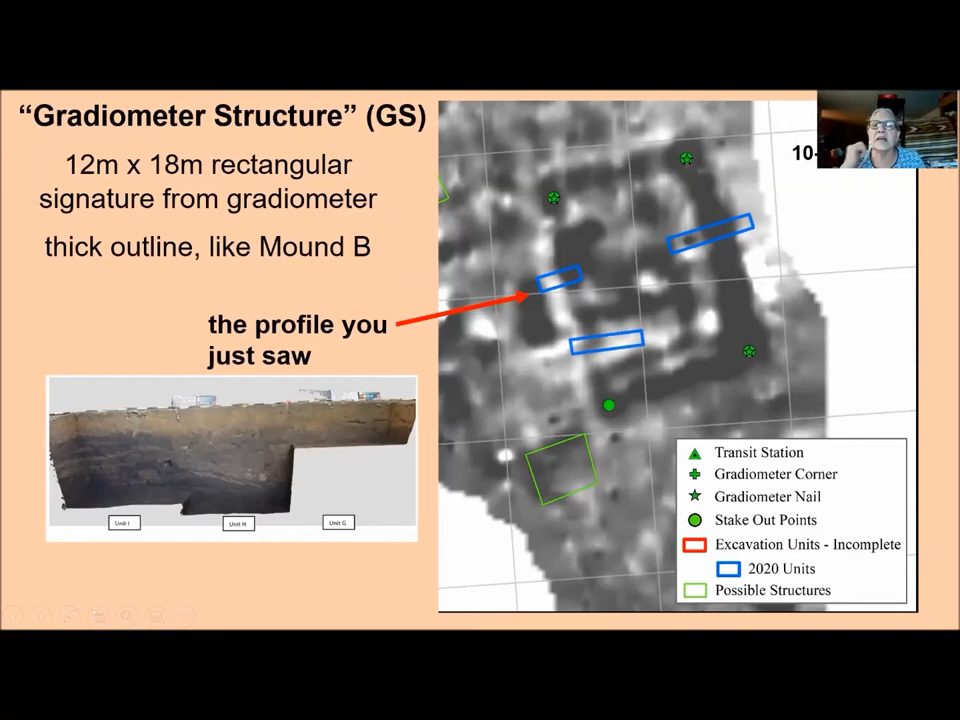 “Gradiometer Structure” (GS)
12m x 18m rectangular
signature from gradiometer
thick outline, like Mound B
the profile you
just saw
Unit I
Unit H
Unit G
10-
Transit Station
Gradiometer Corner
Gradiometer Nail
Stake Out Points
Excavation Units - Incomplete
2020 Units
Possible Structures